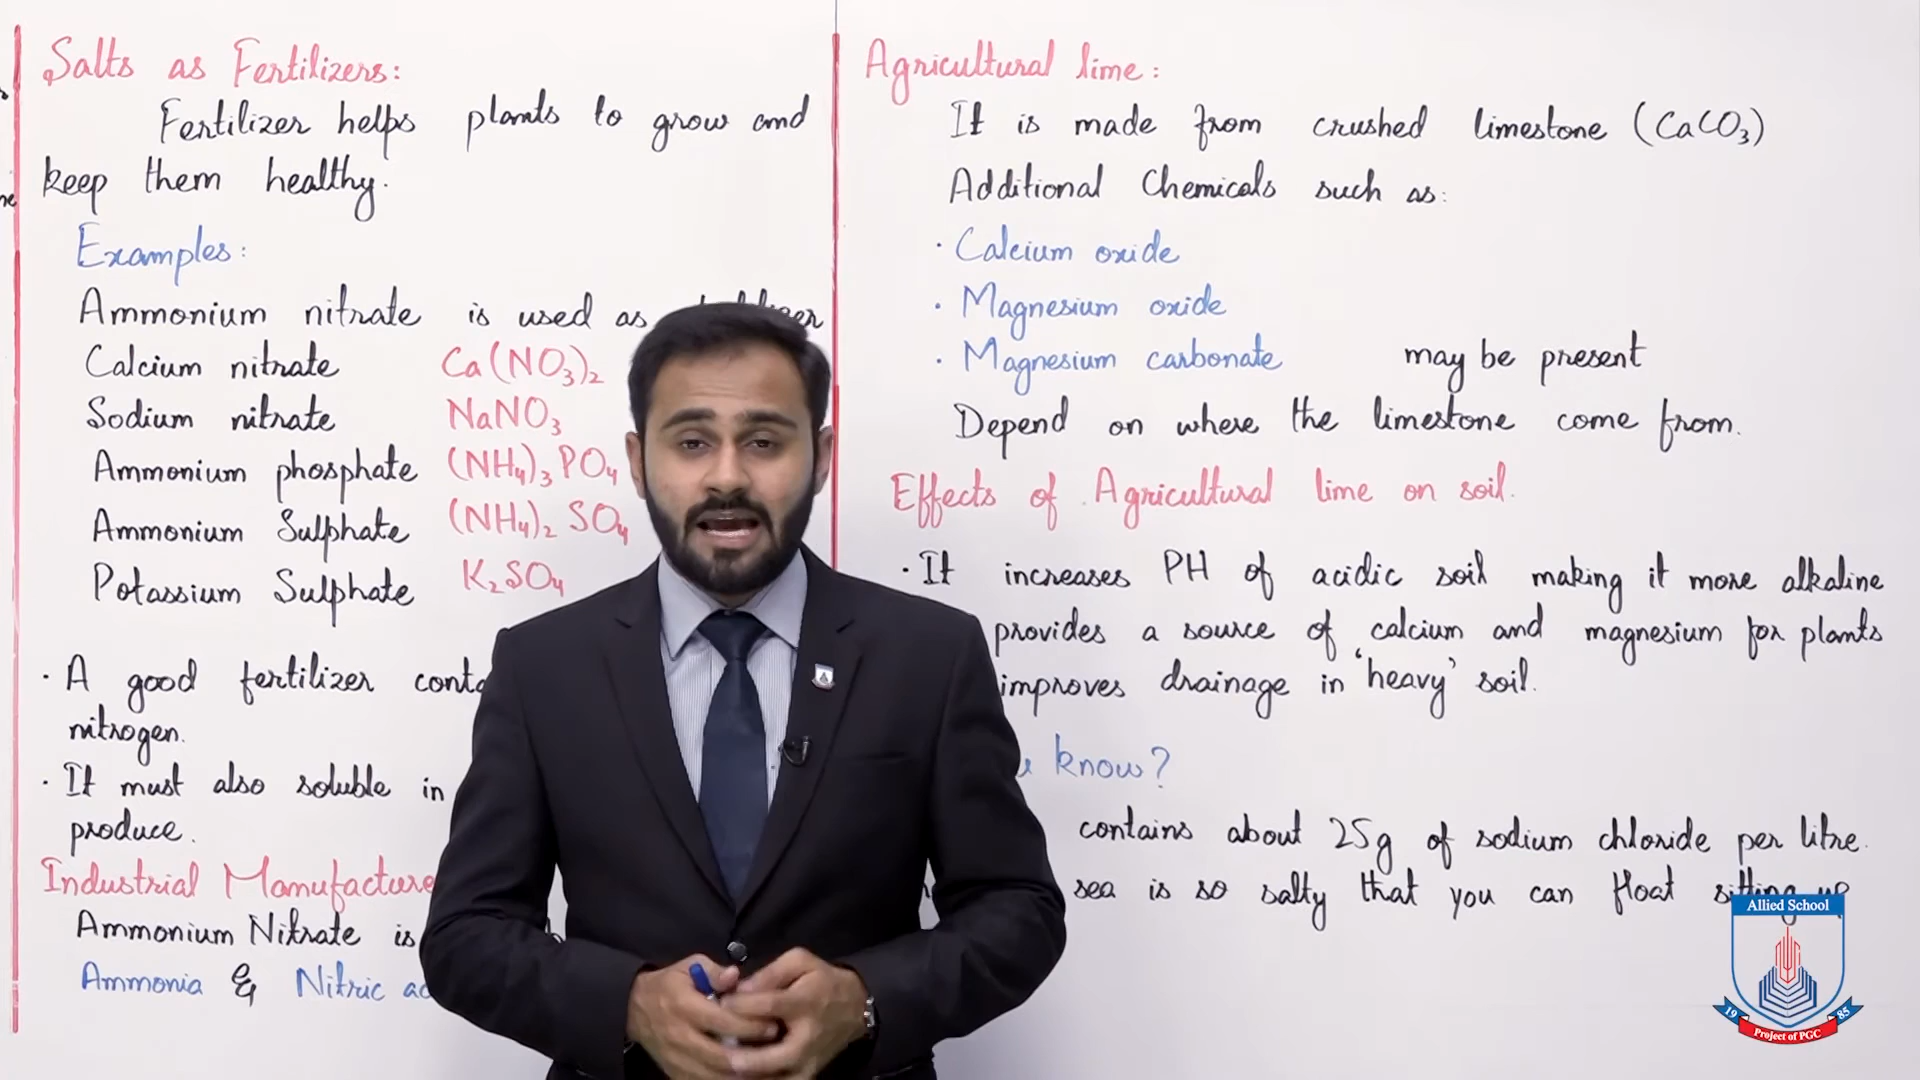 Salts as Fertilizers:
Fertilizer helps plants to grow and
keep them healthy.
Examples:
Ammonium nitrate is used as
Calcium nitrate Ca(NO₃)₂
Sodium nitrate NaNO₃
Ammonium phosphate (NH₄)₃PO₄
Ammonium Sulphate (NH₄)₂SO₄
Potassium Sulphate K₂SO₄
· A good fertilizer
nitrogen.
· It must also soluble in
produce.
Industrial Manufacture
Ammonium Nitrate is
Ammonia & Nitric
Agricultural lime:
It is made from crushed limestone (CaCO₃)
Additional Chemicals such as:
· Calcium oxide
· Magnesium oxide
· Magnesium carbonate may be present
Depend on where the limestone come from.
Effects of Agricultural lime on soil.
· It increases PH of acidic soil making it more alkaline
provides a source of calcium and magnesium for plants
improves drainage in 'heavy' soil.
know?
contains about 25g of sodium chloride per litre.
sea is so salty that you can float sitting up
Allied School
1985
Project of PGC